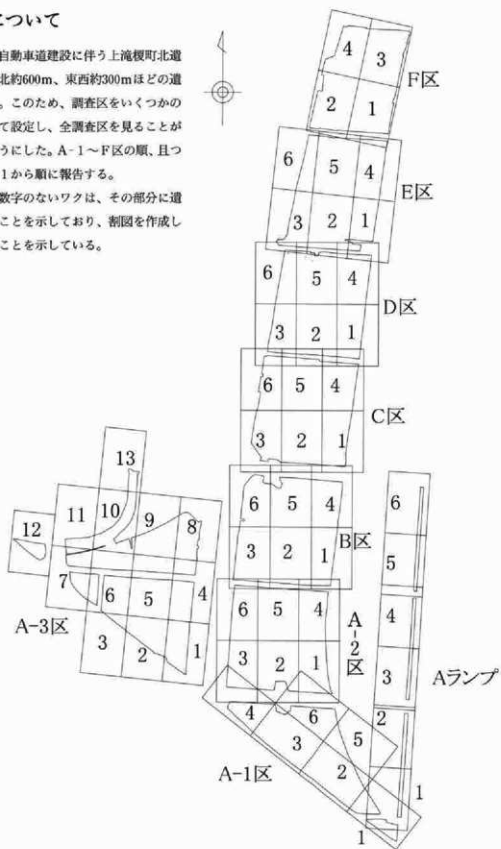 について
自動車道建設に伴う上滝榎町北遺
北約600m、東西約300mほどの遺
。このため、調査区をいくつかの
て設定し、全調査区を見ることが
うにした。A-1～F区の順、且つ
1から順に報告する。
数字のないワクは、その部分に遺
ことを示しており、割図を作成し
ことを示している。
4 3
2 1
F区
6 5 4
3 2 1
E区
6 5 4
3 2 1
D区
6 5 4
3 2 1
C区
6 5 4
3 2 1
B区
6 5 4
3 2 1
A-2区
13
12 11 10 9 8
7 6 5 4
3 2 1
A-3区
4 6
3 5
2
1
A-1区
6
5
4
3
2
1
Aランプ